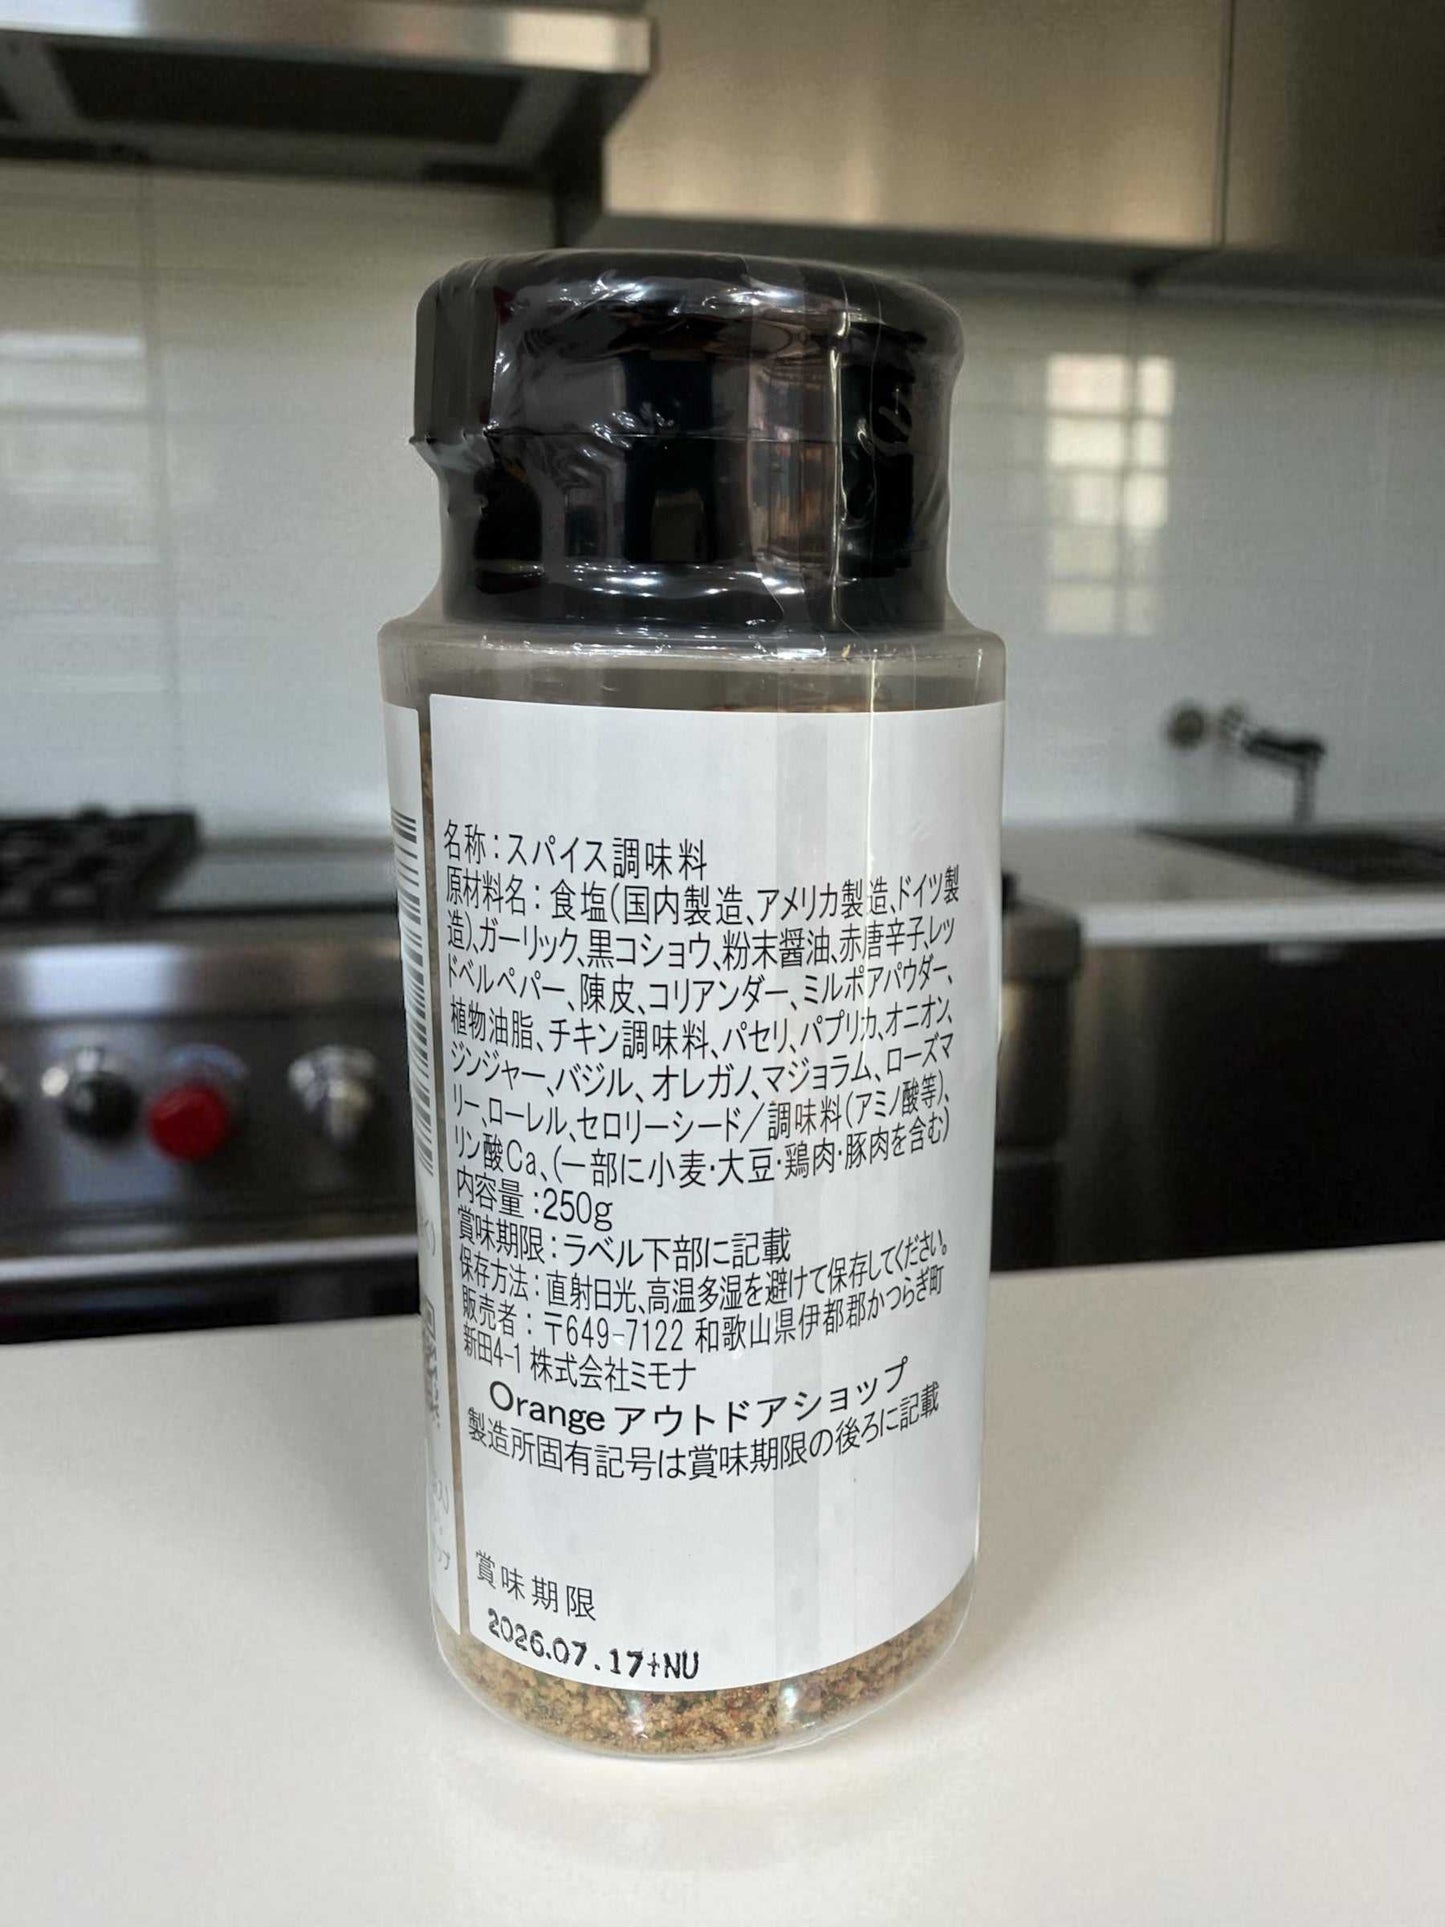 名称：スパイス調味料
原材料名：食塩(国内製造、アメリカ製造、ドイツ製
造)、ガーリック、黒コショウ、粉末醤油、赤唐辛子、レッ
ドベルペパー、陳皮、コリアンダー、ミルポアパウダー、
植物油脂、チキン調味料、パセリ、パプリカ、オニオン、
ジンジャー、バジル、オレガノ、マジョラム、ローズマ
リー、ローレル、セロリーシード／調味料(アミノ酸等)、
リン酸Ca、(一部に小麦・大豆・鶏肉・豚肉を含む)
内容量：250g
賞味期限：ラベル下部に記載
保存方法：直射日光、高温多湿を避けて保存してください。
販売者：〒649-7122 和歌山県伊都郡かつらぎ町
新田4-1 株式会社ミモナ
Orange アウトドアショップ
製造所固有記号は賞味期限の後ろに記載
賞味期限
2026.07.17+NU